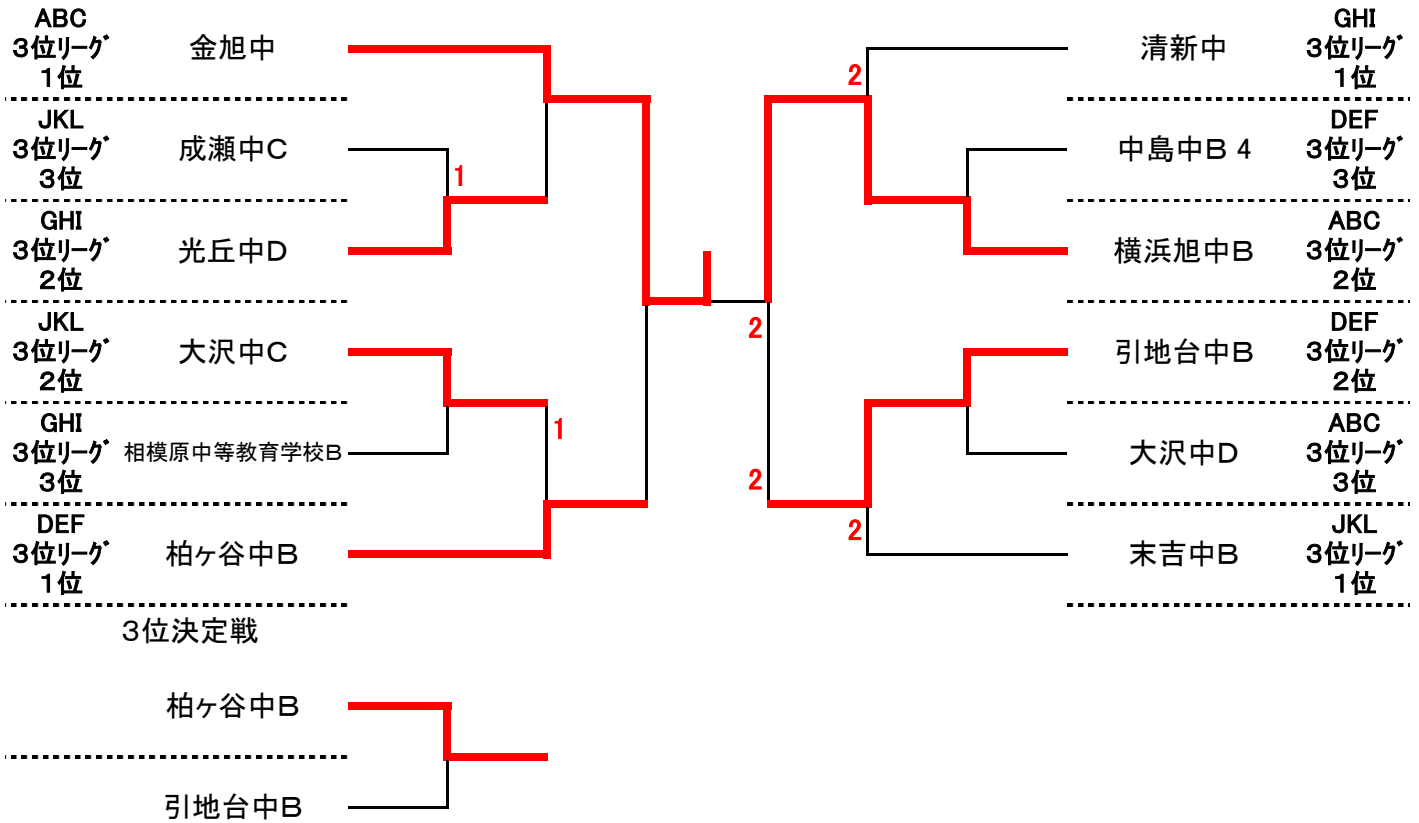 ABC
3位リーグ
1位
金旭中
JKL
3位リーグ
3位
成瀬中C
1
GHI
3位リーグ
2位
光丘中D
JKL
3位リーグ
2位
大沢中C
GHI
3位リーグ
3位
相模原中等教育学校B
1
DEF
3位リーグ
1位
柏ヶ谷中B
2
清新中
GHI
3位リーグ
1位
中島中B 4
DEF
3位リーグ
3位
横浜旭中B
ABC
3位リーグ
2位
2
引地台中B
DEF
3位リーグ
2位
大沢中D
ABC
3位リーグ
3位
2
2
末吉中B
JKL
3位リーグ
1位
3位決定戦
柏ヶ谷中B
引地台中B